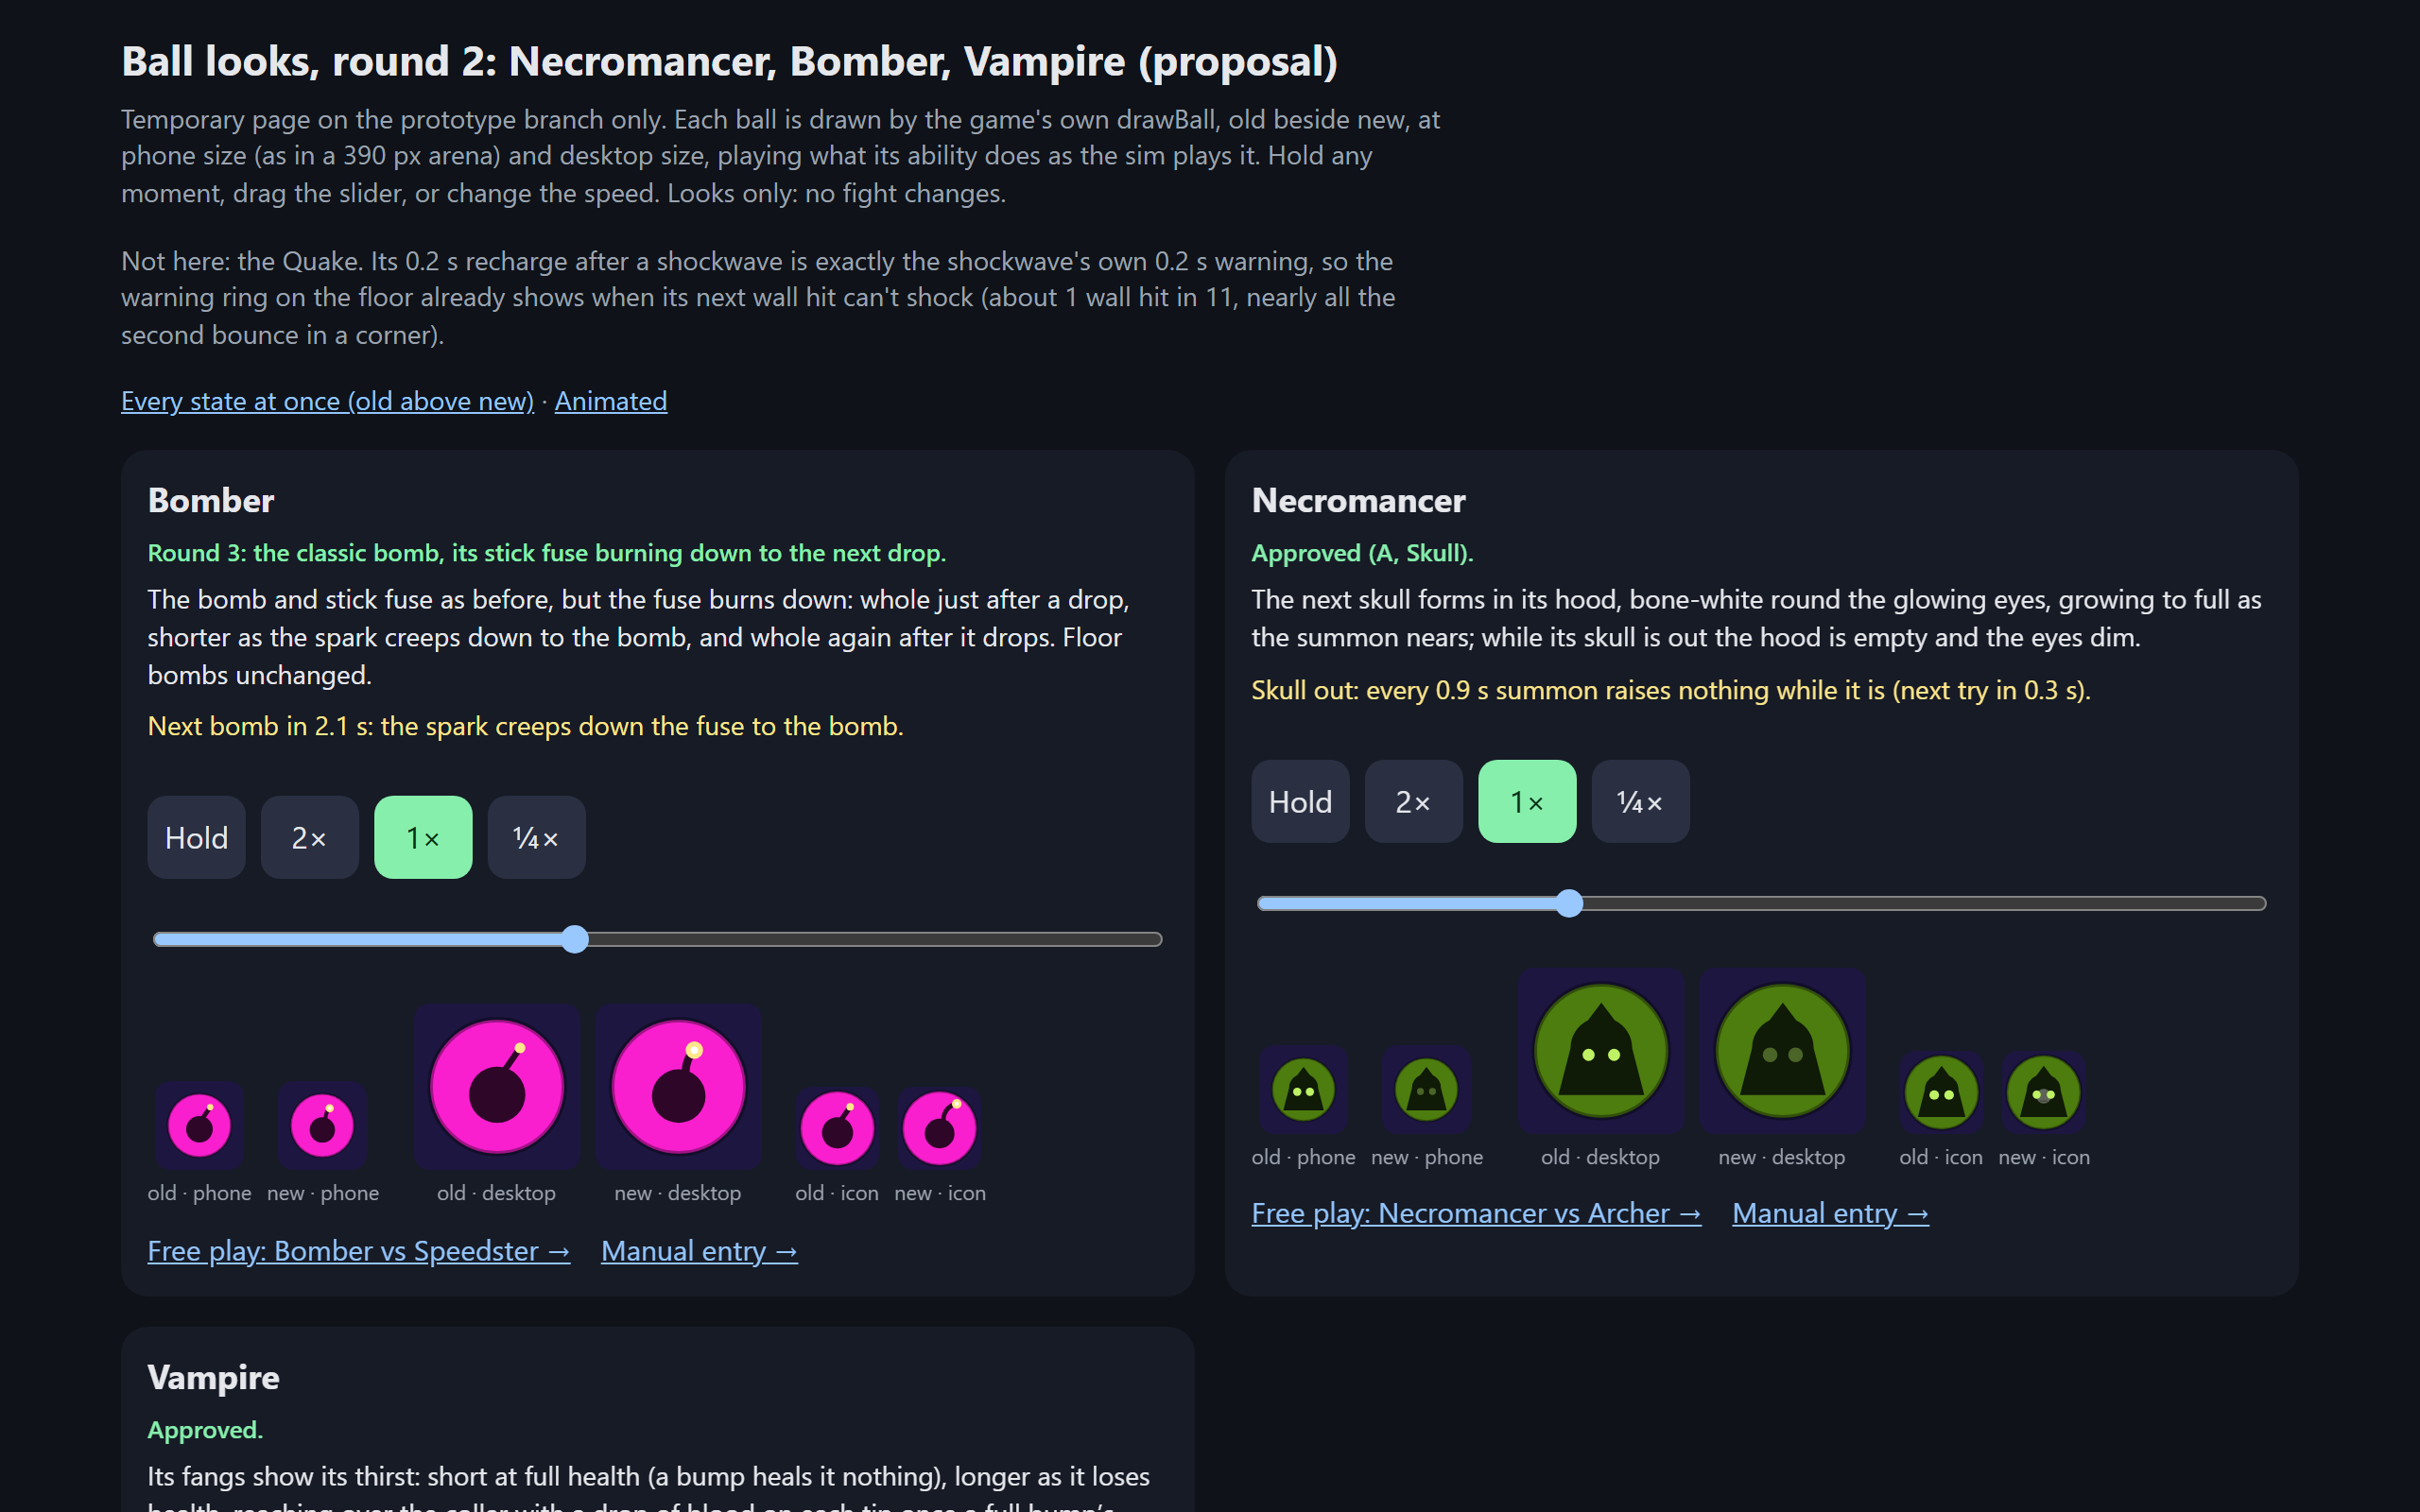 Ball looks, round 2: Necromancer, Bomber, Vampire (proposal)
Temporary page on the prototype branch only. Each ball is drawn by the game's own drawBall, old beside new, at
phone size (as in a 390 px arena) and desktop size, playing what its ability does as the sim plays it. Hold any
moment, drag the slider, or change the speed. Looks only: no fight changes.
Not here: the Quake. Its 0.2 s recharge after a shockwave is exactly the shockwave's own 0.2 s warning, so the
warning ring on the floor already shows when its next wall hit can't shock (about 1 wall hit in 11, nearly all the
second bounce in a corner).
Every state at once (old above new) · Animated
Bomber
Round 3: the classic bomb, its stick fuse burning down to the next drop.
The bomb and stick fuse as before, but the fuse burns down: whole just after a drop,
shorter as the spark creeps down to the bomb, and whole again after it drops. Floor
bombs unchanged.
Next bomb in 2.1 s: the spark creeps down the fuse to the bomb.
Hold 2× 1× ¼×
old · phone new · phone old · desktop new · desktop old · icon new · icon
Free play: Bomber vs Speedster → Manual entry →
Necromancer
Approved (A, Skull).
The next skull forms in its hood, bone-white round the glowing eyes, growing to full as
the summon nears; while its skull is out the hood is empty and the eyes dim.
Skull out: every 0.9 s summon raises nothing while it is (next try in 0.3 s).
Hold 2× 1× ¼×
old · phone new · phone old · desktop new · desktop old · icon new · icon
Free play: Necromancer vs Archer → Manual entry →
Vampire
Approved.
Its fangs show its thirst: short at full health (a bump heals it nothing), longer as it loses
health, reaching over the collar with a drop of blood on each tip once a full bump's